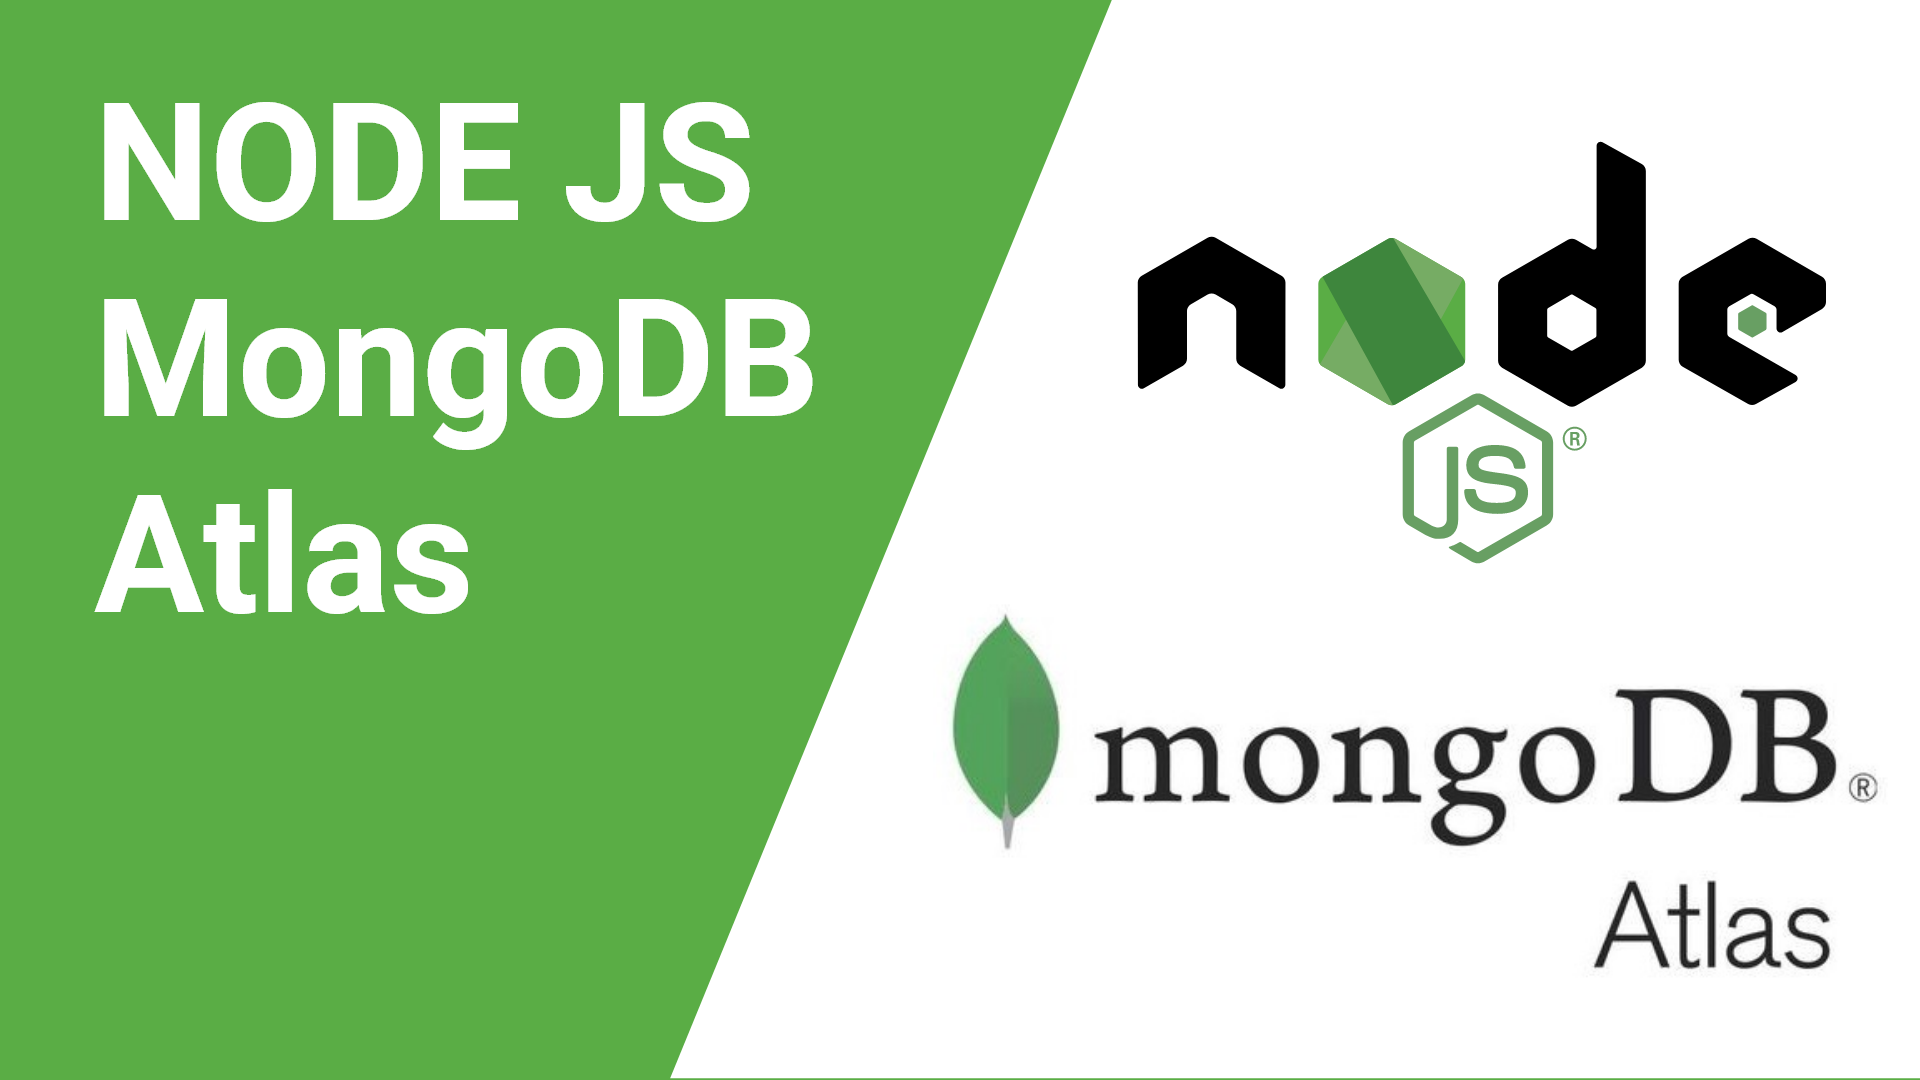 NODE JS
MongoDB
Atlas
node
JS ®
mongoDB®
Atlas